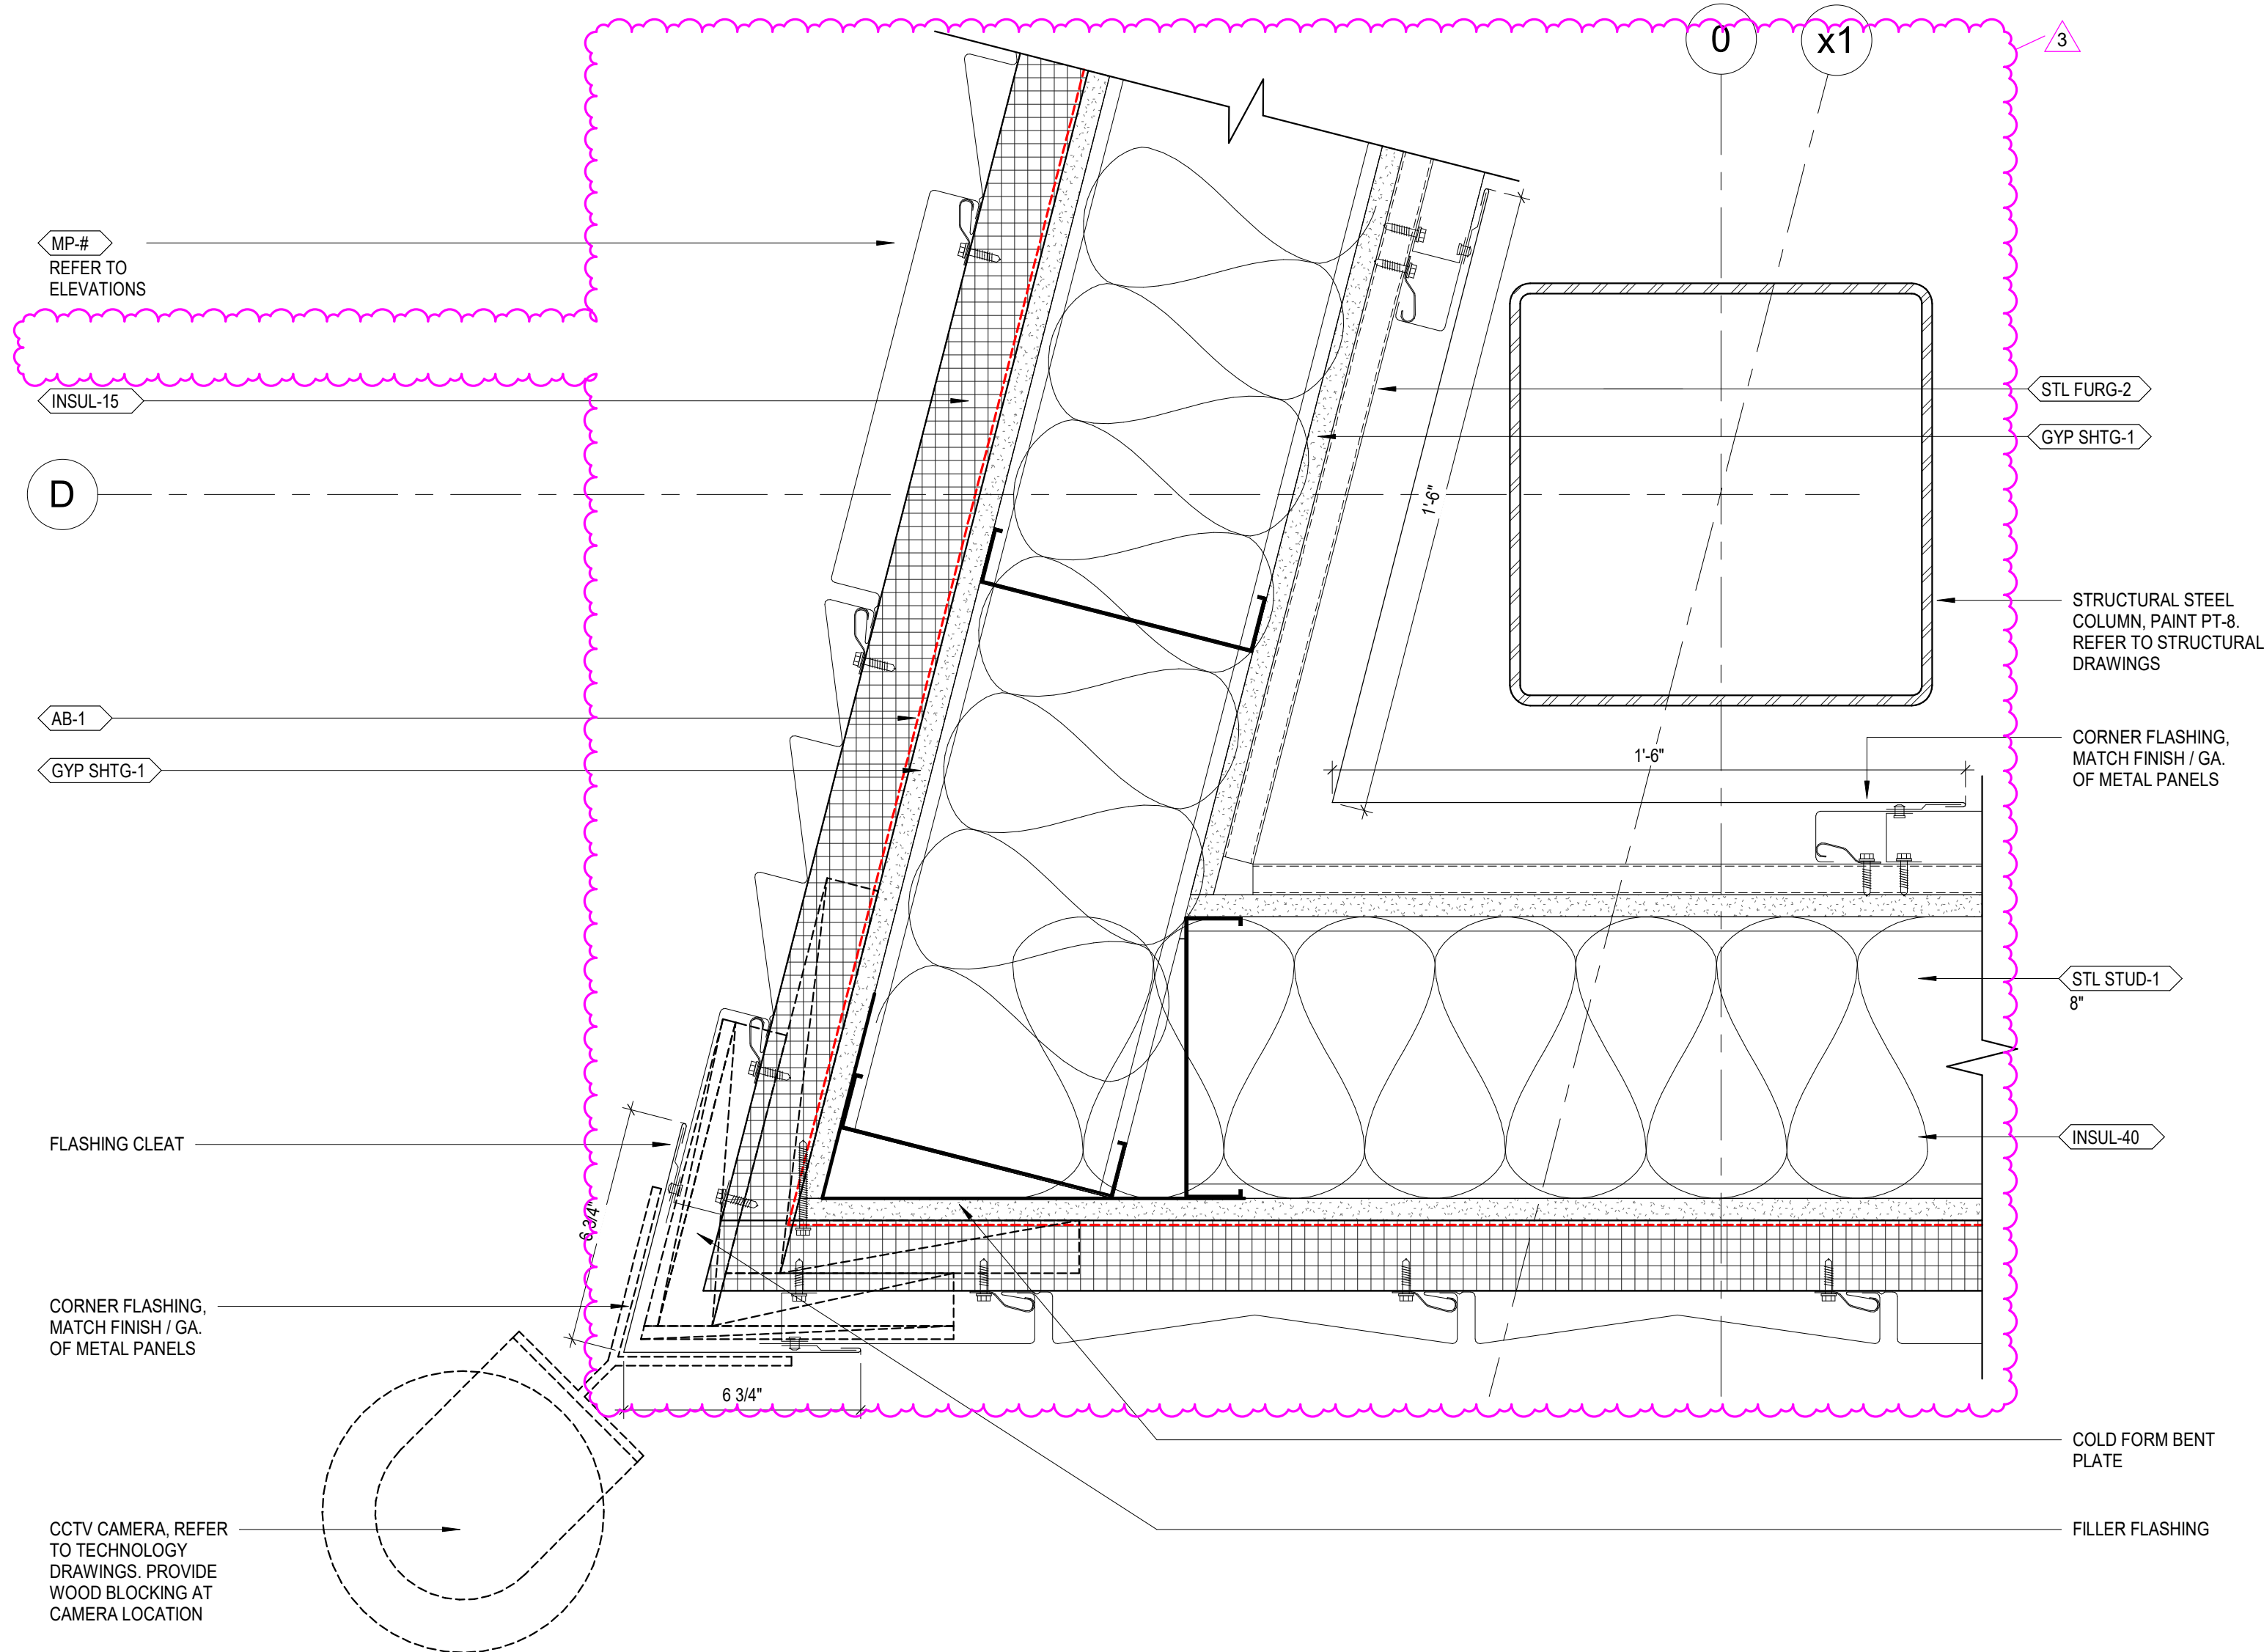 0
x1
3
MP-#
REFER TO
ELEVATIONS
INSUL-15
D
AB-1
GYP SHTG-1
FLASHING CLEAT
CORNER FLASHING,
MATCH FINISH / GA.
OF METAL PANELS
CCTV CAMERA, REFER
TO TECHNOLOGY
DRAWINGS. PROVIDE
WOOD BLOCKING AT
CAMERA LOCATION
6 3/4"
6 3/4"
1'-6"
1'-6"
STL FURG-2
GYP SHTG-1
STRUCTURAL STEEL
COLUMN, PAINT PT-8.
REFER TO STRUCTURAL
DRAWINGS
CORNER FLASHING,
MATCH FINISH / GA.
OF METAL PANELS
STL STUD-1
8"
INSUL-40
COLD FORM BENT
PLATE
FILLER FLASHING